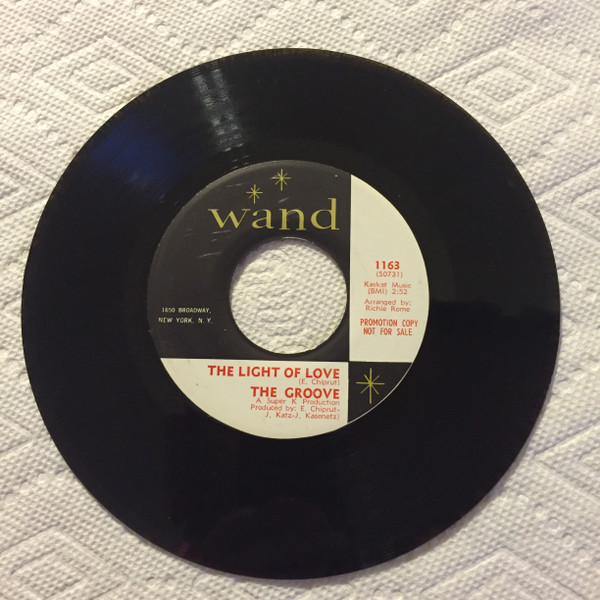 wand
1650 BROADWAY,
NEW YORK, N. Y.
1163
(S0731)
Kaskat Music
(BMI) 2:52
Arranged by:
Richie Rome
PROMOTION COPY
NOT FOR SALE
THE LIGHT OF LOVE
(E. Chiprut)
THE GROOVE
A Super K Production
Produced by: E. Chiprut-
J. Katz-J. Kasenetz)